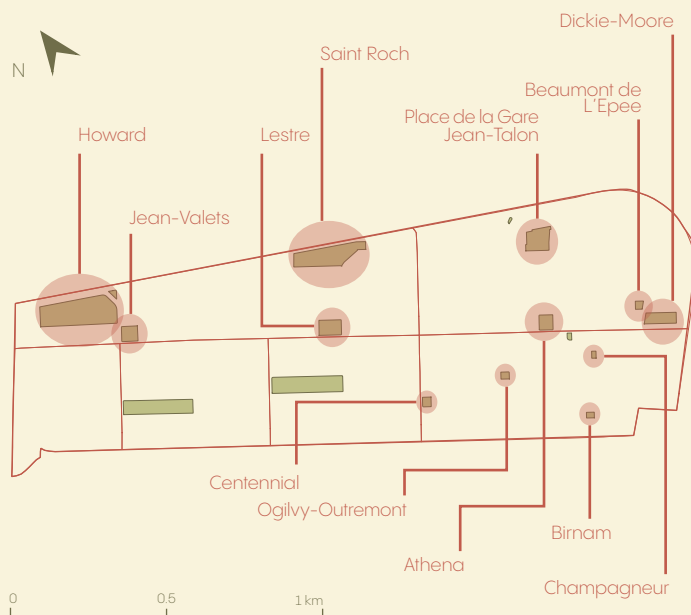 Dickie-Moore
Saint Roch
N
Beaumont de
L'Epee
Place de la Gare
Jean-Talon
Howard
Lestre
Jean-Valets
Centennial
Ogilvy-Outremont
Birnam
Athena
Champagneur
0
0.5
1 km